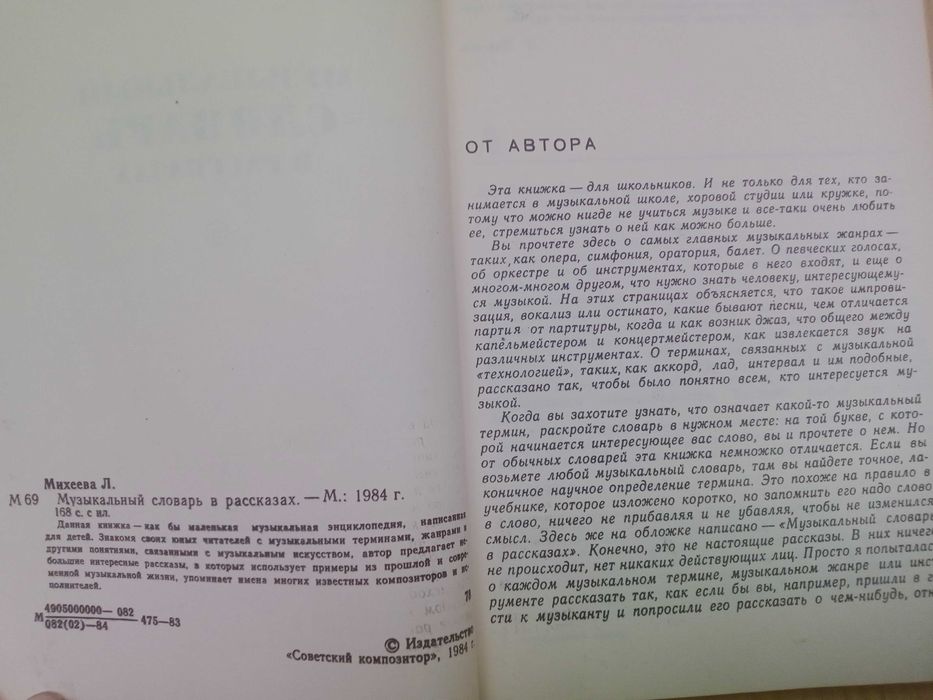 Михеева Л.
М 69 Музыкальный словарь в рассказах. — М.: 1984 г.
168 с. с ил.
Данная книжка — как бы маленькая музыкальная энциклопедия, написанная
для детей. Знакомя своих юных читателей с музыкальными терминами, жанрами и
другими понятиями, связанными с музыкальным искусством, автор предлагает не-
большие интересные рассказы, в которых использует примеры из прошлой и совре-
менной музыкальной жизни, упоминает имена многих известных композиторов и ис-
полнителей.
78
М 4905000000—082
082(02)—84 475—83
© Издательство
«Советский композитор», 1984 г.
ОТ АВТОРА
Эта книжка — для школьников. И не только для тех, кто за-
нимается в музыкальной школе, хоровой студии или кружке, по-
тому что можно нигде не учиться музыке и все-таки очень любить
ее, стремиться узнать о ней как можно больше.
Вы прочтете здесь о самых главных музыкальных жанрах —
таких, как опера, симфония, оратория, балет. О певческих голосах,
об оркестре и об инструментах, которые в него входят, и еще о
многом-многом другом, что нужно знать человеку, интересующему-
ся музыкой. На этих страницах объясняется, что такое импрови-
зация, вокализ или остинато, какие бывают песни, чем отличается
партия от партитуры, когда и как возник джаз, что общего между
капельмейстером и концертмейстером, как извлекается звук на
различных инструментах. О терминах, связанных с музыкальной
«технологией», таких, как аккорд, лад, интервал и им подобные,
рассказано так, чтобы было понятно всем, кто интересуется му-
зыкой.
Когда вы захотите узнать, что означает какой-то музыкальный
термин, раскройте словарь в нужном месте: на той букве, с кото-
рой начинается интересующее вас слово, вы и прочтете о нем. Но
от обычных словарей эта книжка немножко отличается. Если вы
возьмете любой музыкальный словарь, там вы найдете точное, ла-
коничное научное определение термина. Это похоже на правило в
учебнике, которое изложено коротко, но запомнить его надо слово
в слово, ничего не прибавляя и не убавляя, чтобы не изменился
смысл. Здесь же на обложке написано — «Музыкальный словарь
в рассказах». Конечно, это не настоящие рассказы. В них ничего
не происходит, нет никаких действующих лиц. Просто я попыталас
о каждом музыкальном термине, музыкальном жанре или инс
рументе рассказать так, как если бы вы, например, пришли в г
сти к музыканту и попросили его рассказать о чем-нибудь, отн